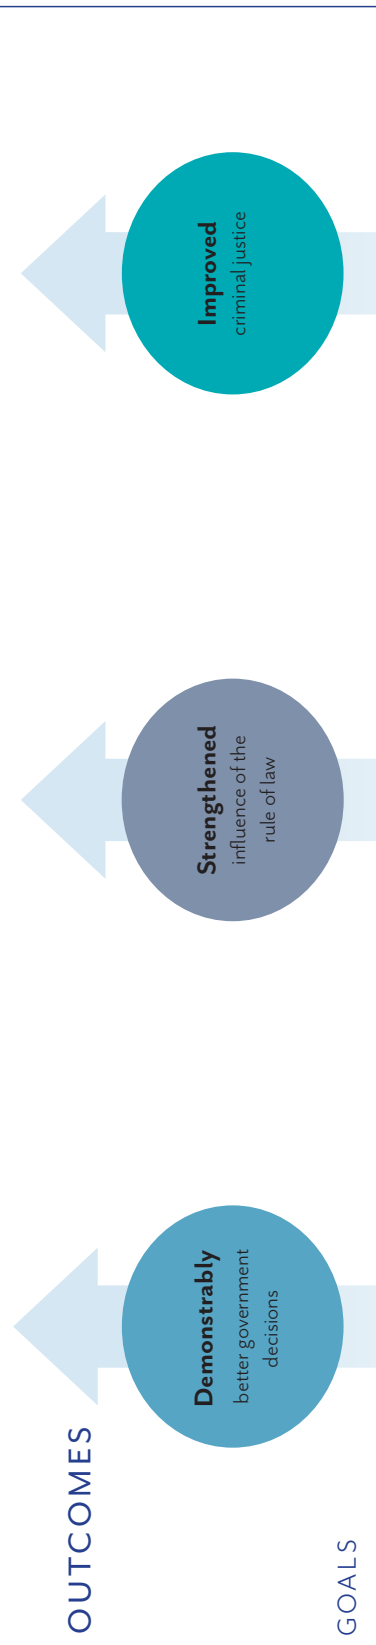 OUTCOMES
Demonstrably
better government
decisions
Strengthened
influence of the
rule of law
Improved
criminal justice
GOALS